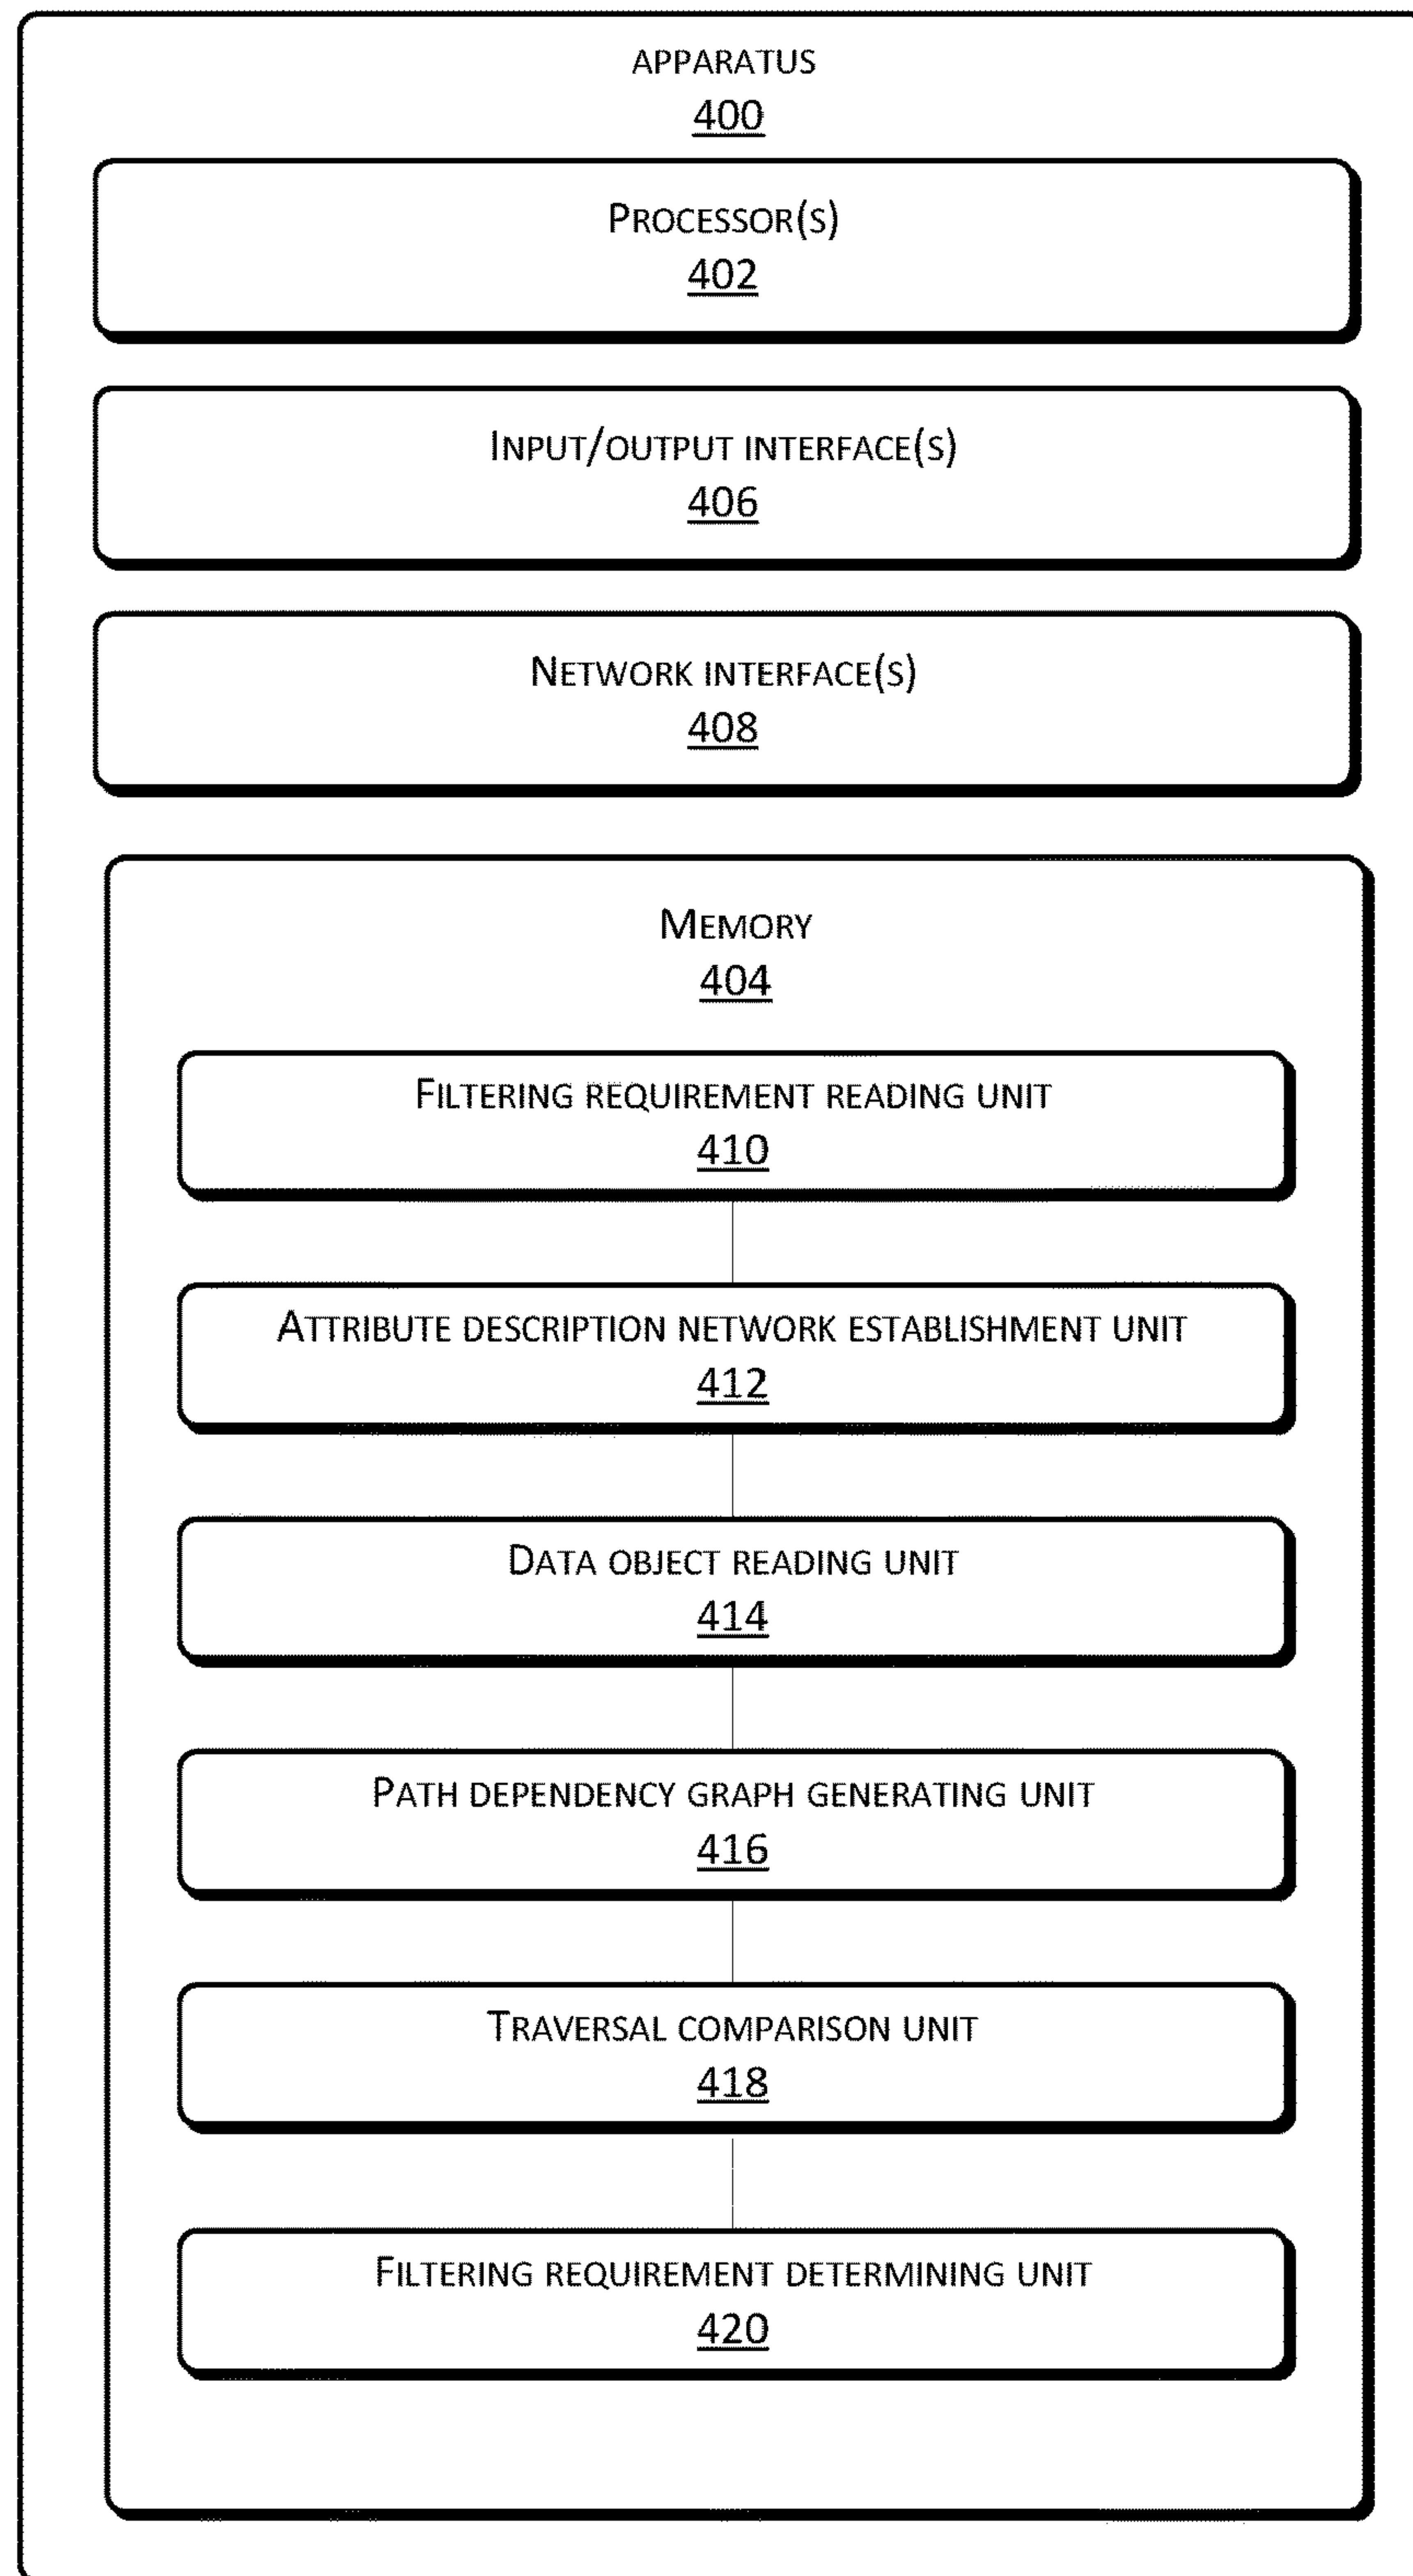 APPARATUS
400
PROCESSOR(S)
402
INPUT/OUTPUT INTERFACE(S)
406
NETWORK INTERFACE(S)
408
MEMORY
404
FILTERING REQUIREMENT READING UNIT
410
ATTRIBUTE DESCRIPTION NETWORK ESTABLISHMENT UNIT
412
DATA OBJECT READING UNIT
414
PATH DEPENDENCY GRAPH GENERATING UNIT
416
TRAVERSAL COMPARISON UNIT
418
FILTERING REQUIREMENT DETERMINING UNIT
420